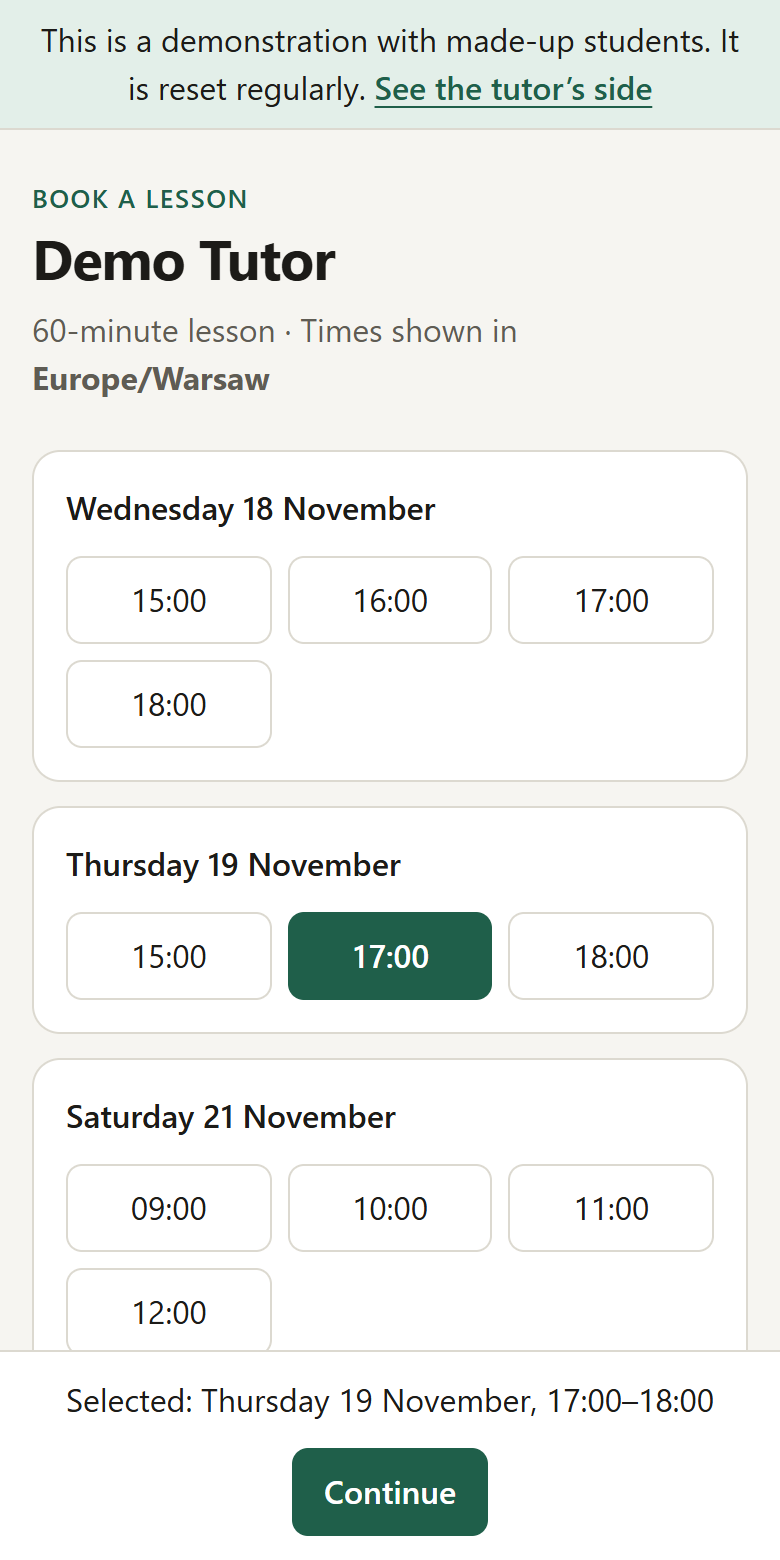 This is a demonstration with made-up students. It
is reset regularly. See the tutor’s side
BOOK A LESSON
Demo Tutor
60-minute lesson · Times shown in
Europe/Warsaw
Wednesday 18 November
15:00 16:00 17:00
18:00
Thursday 19 November
15:00 17:00 18:00
Saturday 21 November
09:00 10:00 11:00
12:00
Selected: Thursday 19 November, 17:00–18:00
Continue